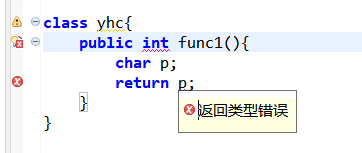 class yhc{
public int func1(){
char p;
return p;
返回类型错误
}
}